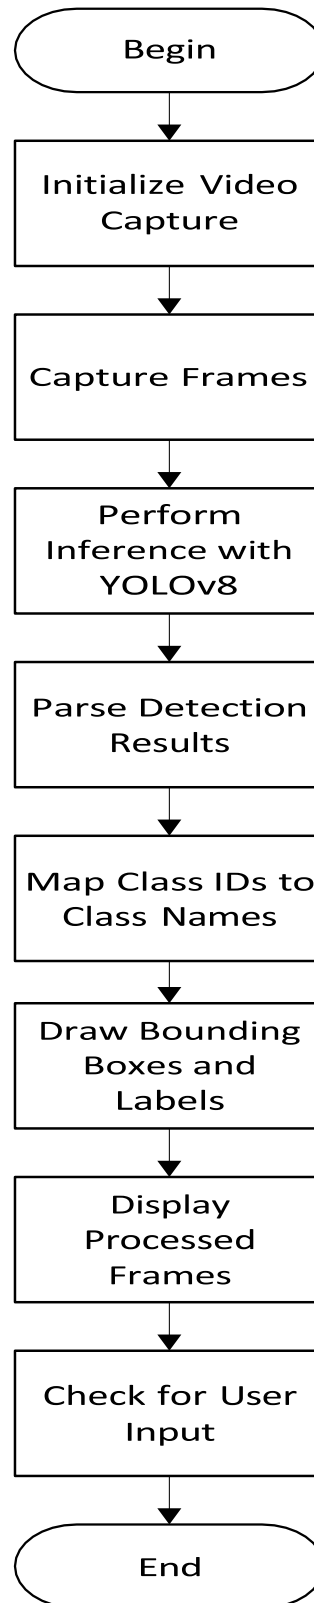 Begin
Initialize Video
Capture
Capture Frames
Perform
Inference with
YOLOv8
Parse Detection
Results
Map Class IDs to
Class Names
Draw Bounding
Boxes and
Labels
Display
Processed
Frames
Check for User
Input
End